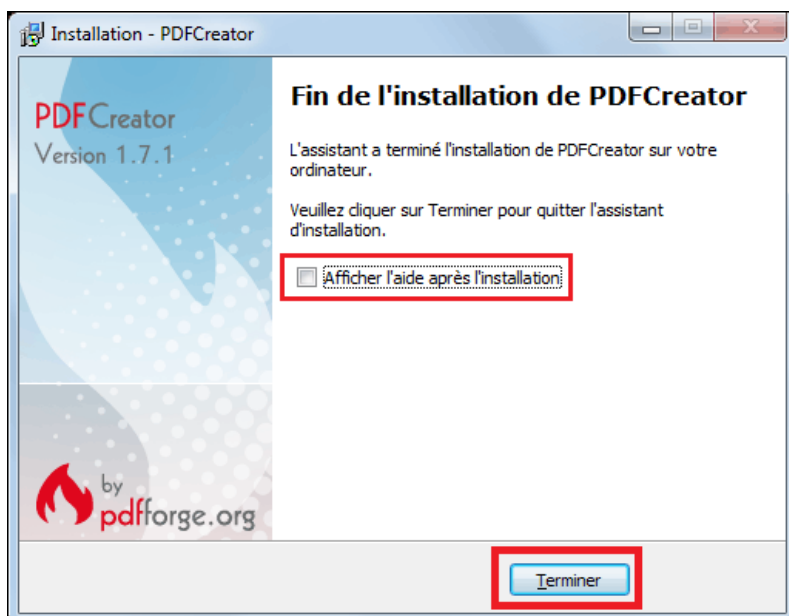 Installation - PDFCreator
PDFCreator
Version 1.7.1
Fin de l'installation de PDFCreator
L'assistant a terminé l'installation de PDFCreator sur votre
ordinateur.
Veuillez cliquer sur Terminer pour quitter l'assistant
d'installation.
Afficher l'aide après l'installation
by
pdfforge.org
Terminer